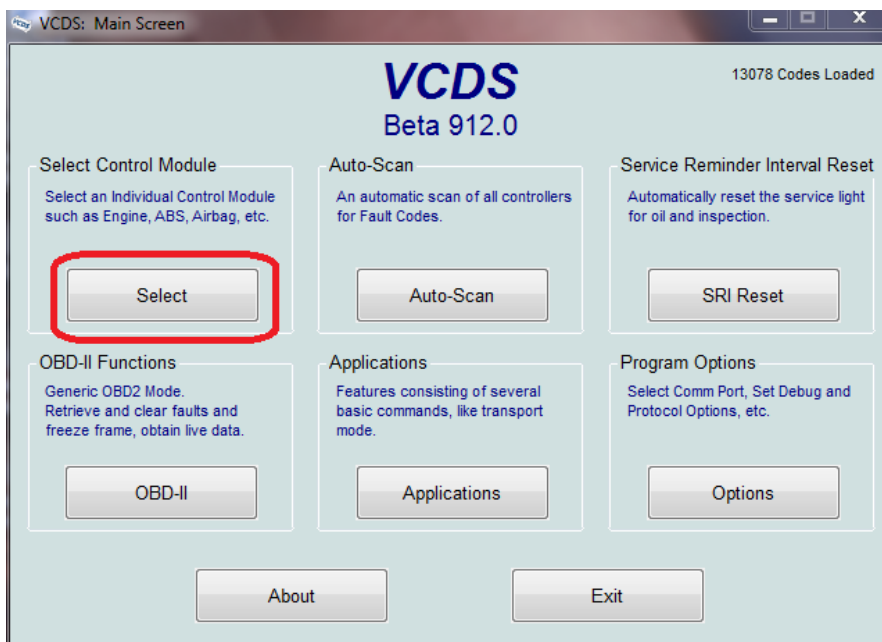 VCDS: Main Screen
VCDS
Beta 912.0
13078 Codes Loaded
Select Control Module
Select an Individual Control Module
such as Engine, ABS, Airbag, etc.
Select
Auto-Scan
An automatic scan of all controllers
for Fault Codes.
Auto-Scan
Service Reminder Interval Reset
Automatically reset the service light
for oil and inspection.
SRI Reset
OBD-II Functions
Generic OBD2 Mode.
Retrieve and clear faults and
freeze frame, obtain live data.
OBD-II
Applications
Features consisting of several
basic commands, like transport
mode.
Applications
Program Options
Select Comm Port, Set Debug and
Protocol Options, etc.
Options
About
Exit